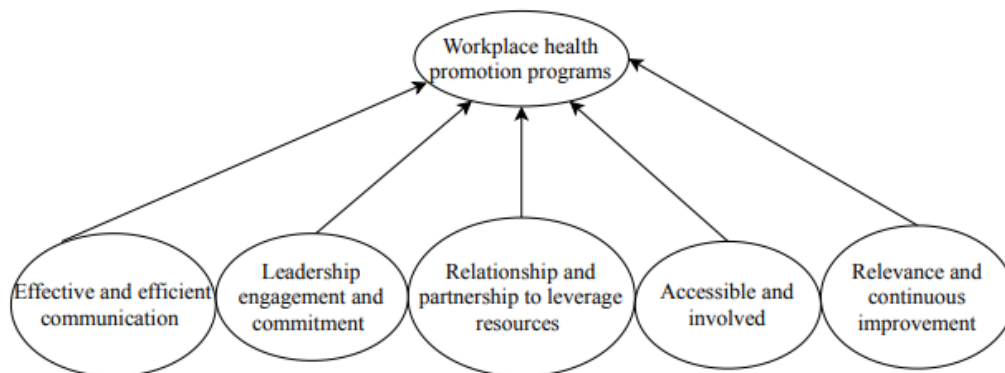 Workplace health
promotion programs
Effective and efficient
communication
Leadership
engagement and
commitment
Relationship and
partnership to leverage
resources
Accessible and
involved
Relevance and
continuous
improvement